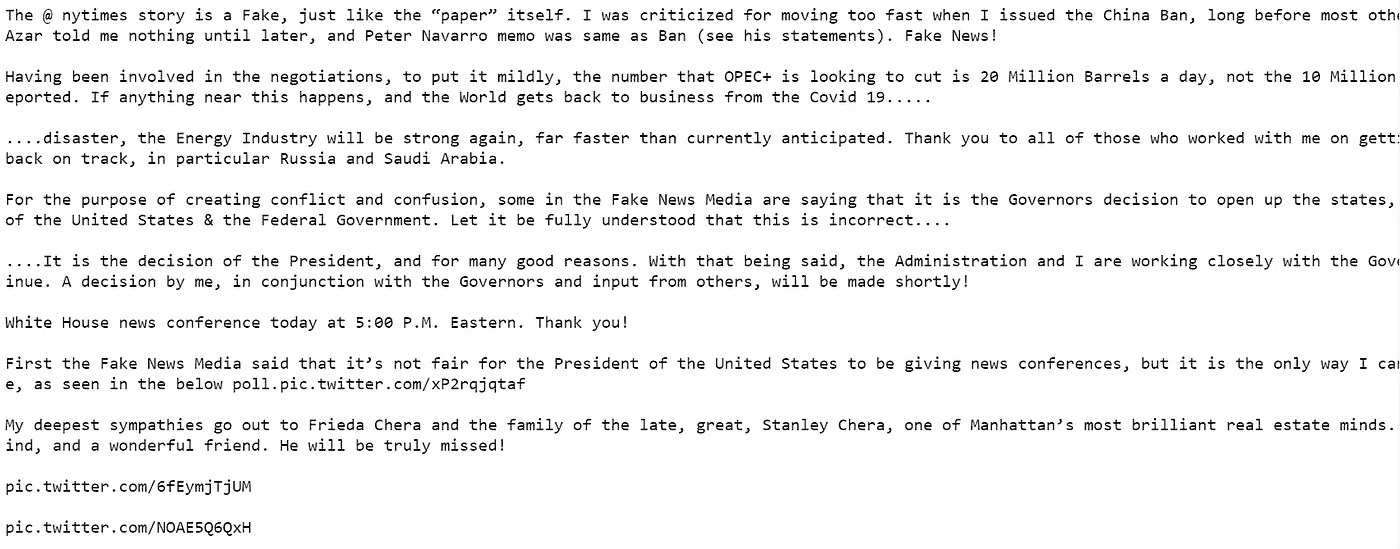 The @ nytimes story is a Fake, just like the “paper” itself. I was criticized for moving too fast when I issued the China Ban, long before most
Azar told me nothing until later, and Peter Navarro memo was same as Ban (see his statements). Fake News!
Having been involved in the negotiations, to put it mildly, the number that OPEC+ is looking to cut is 20 Million Barrels a day, not the 10 Million
eported. If anything near this happens, and the World gets back to business from the Covid 19.....
....disaster, the Energy Industry will be strong again, far faster than currently anticipated. Thank you to all of those who worked with me on
back on track, in particular Russia and Saudi Arabia.
For the purpose of creating conflict and confusion, some in the Fake News Media are saying that it is the Governors decision to open up the states,
of the United States & the Federal Government. Let it be fully understood that this is incorrect....
....It is the decision of the President, and for many good reasons. With that being said, the Administration and I are working closely with the
inue. A decision by me, in conjunction with the Governors and input from others, will be made shortly!
White House news conference today at 5:00 P.M. Eastern. Thank you!
First the Fake News Media said that it’s not fair for the President of the United States to be giving news conferences, but it is the only way I
e, as seen in the below poll.pic.twitter.com/xP2rqjqtaf
My deepest sympathies go out to Frieda Chera and the family of the late, great, Stanley Chera, one of Manhattan’s most brilliant real estate minds.
ind, and a wonderful friend. He will be truly missed!
pic.twitter.com/6fEymjTjUM
pic.twitter.com/NOAE5Q6QxH